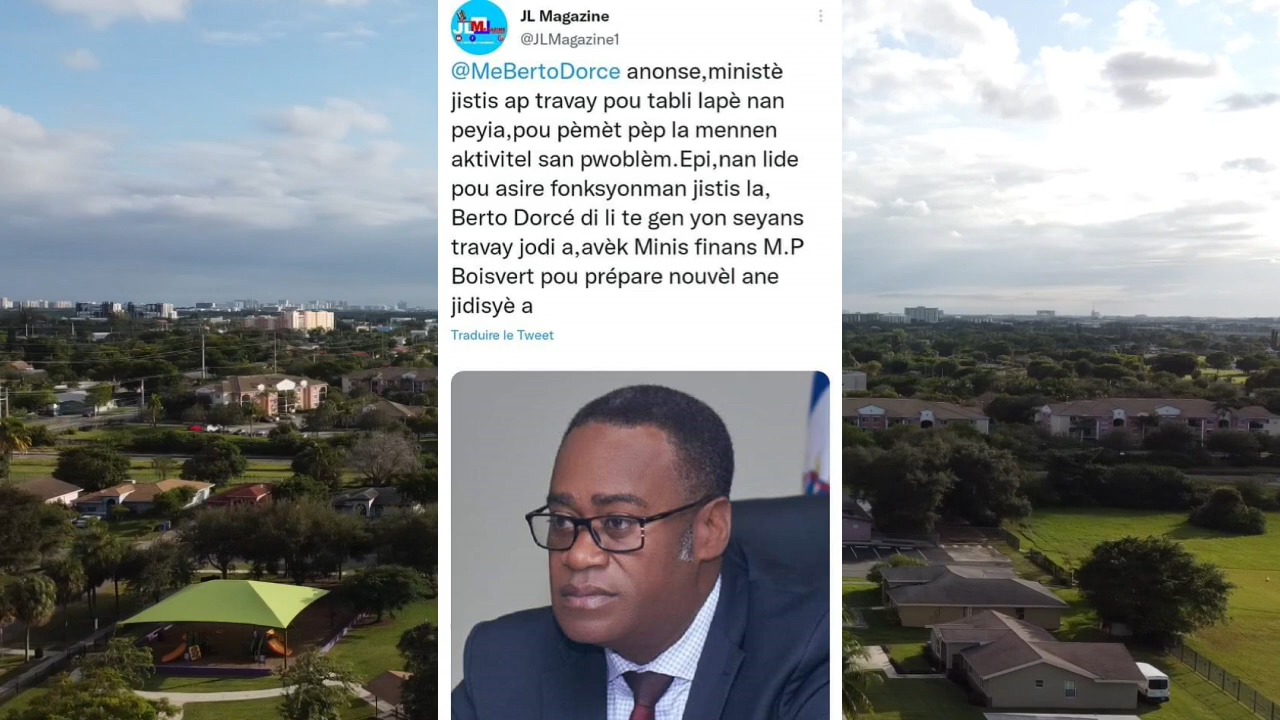 JL Magazine
@JLMagazine1
@MeBertoDorce anonse,ministè
jistis ap travay pou tabli lapè nan
peyia,pou pèmèt pèp la mennen
aktivitel san pwoblèm.Epi,nan lide
pou asire fonksyonman jistis la,
Berto Dorcé di li te gen yon seyans
travay jodi a,avèk Minis finans M.P
Boisvert pou prépare nouvèl ane
jidisyè a
Traduire le Tweet